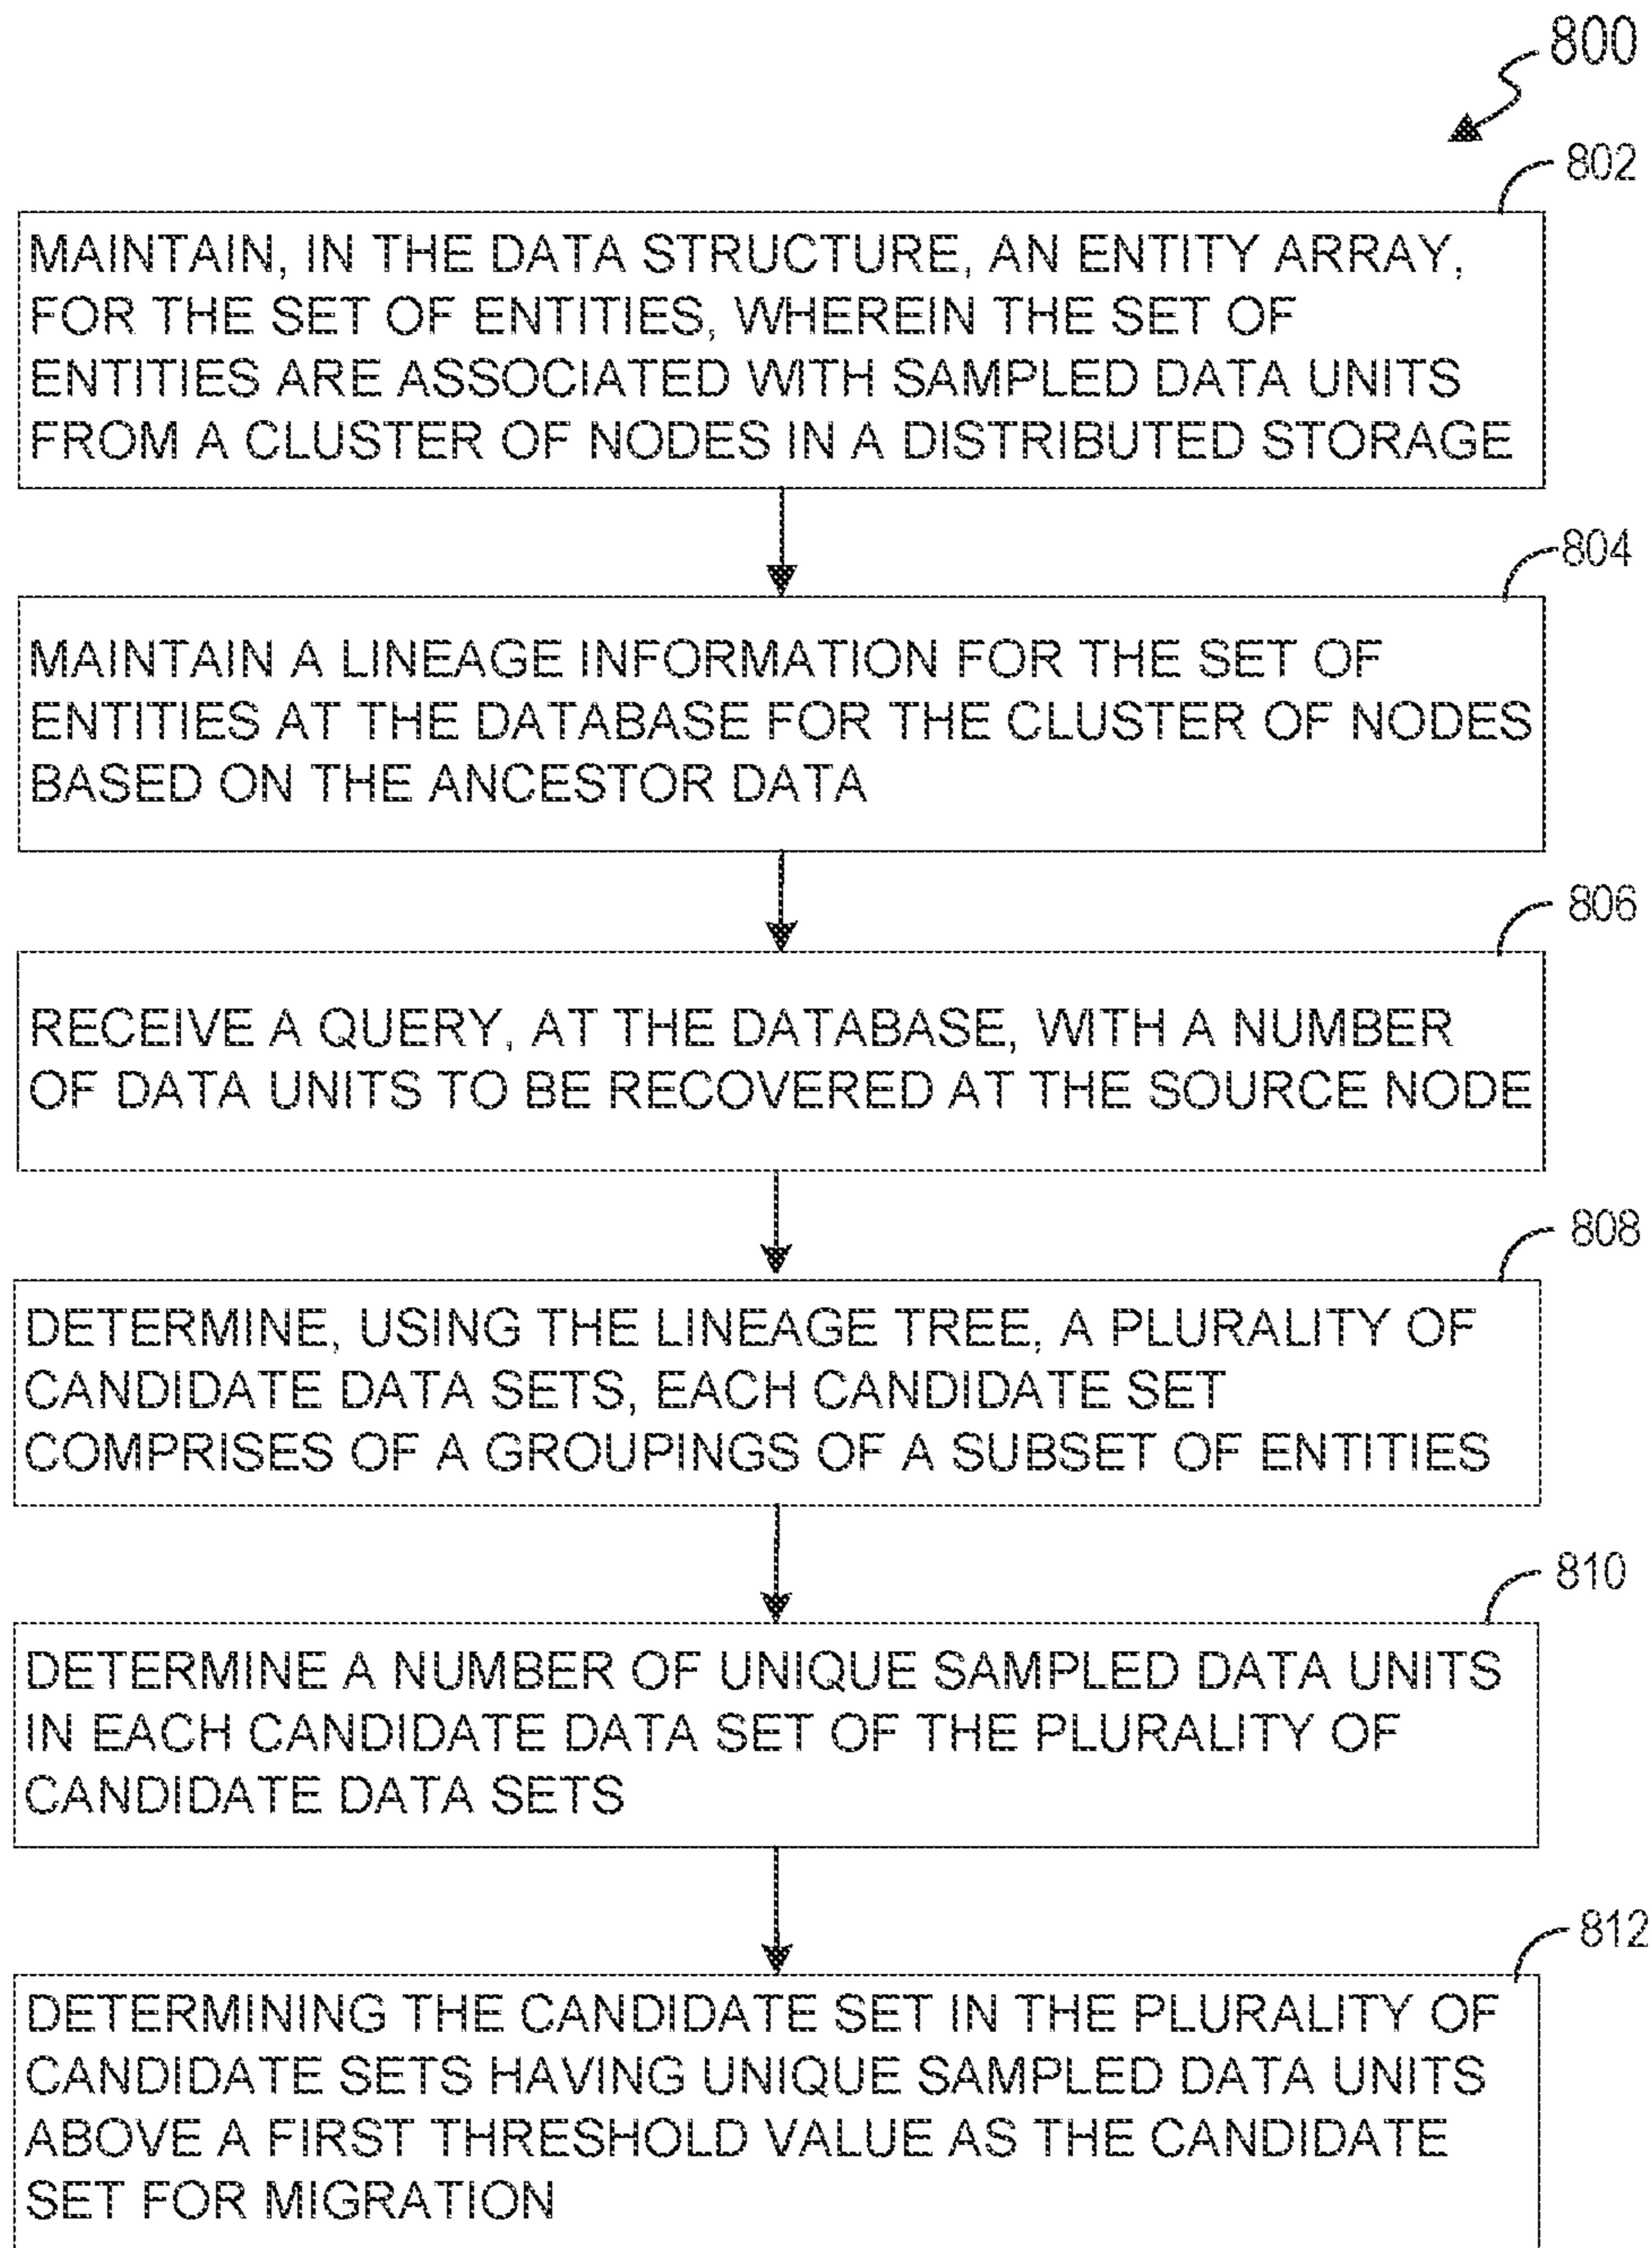 800
802
MAINTAIN, IN THE DATA STRUCTURE, AN ENTITY ARRAY,
FOR THE SET OF ENTITIES, WHEREIN THE SET OF
ENTITIES ARE ASSOCIATED WITH SAMPLED DATA UNITS
FROM A CLUSTER OF NODES IN A DISTRIBUTED STORAGE
804
MAINTAIN A LINEAGE INFORMATION FOR THE SET OF
ENTITIES AT THE DATABASE FOR THE CLUSTER OF NODES
BASED ON THE ANCESTOR DATA
806
RECEIVE A QUERY, AT THE DATABASE, WITH A NUMBER
OF DATA UNITS TO BE RECOVERED AT THE SOURCE NODE
808
DETERMINE, USING THE LINEAGE TREE, A PLURALITY OF
CANDIDATE DATA SETS, EACH CANDIDATE SET
COMPRISES OF A GROUPINGS OF A SUBSET OF ENTITIES
810
DETERMINE A NUMBER OF UNIQUE SAMPLED DATA UNITS
IN EACH CANDIDATE DATA SET OF THE PLURALITY OF
CANDIDATE DATA SETS
812
DETERMINING THE CANDIDATE SET IN THE PLURALITY OF
CANDIDATE SETS HAVING UNIQUE SAMPLED DATA UNITS
ABOVE A FIRST THRESHOLD VALUE AS THE CANDIDATE
SET FOR MIGRATION